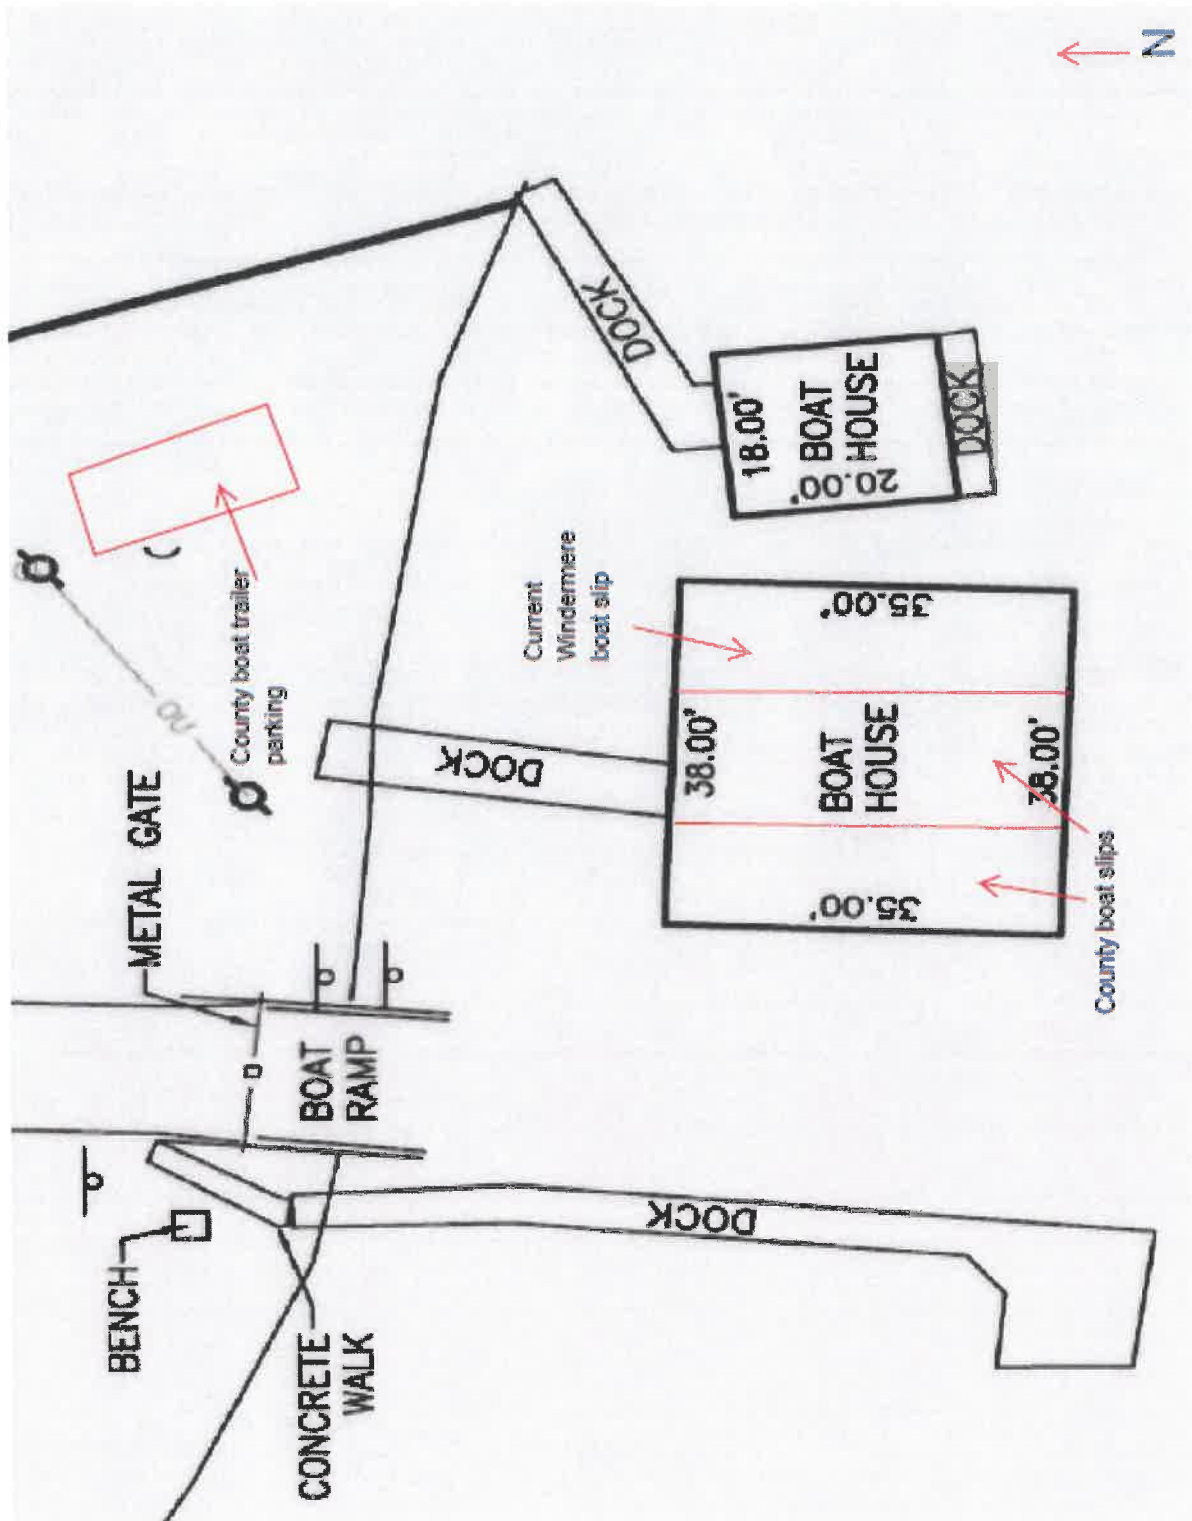 N
DOCK
18.00'
BOAT
HOUSE
20.00'
DOCK
County boat trailer
parking
OU
Current
Windermere
boat slip
DOCK
35.00'
38.00'
BOAT
HOUSE
38.00'
35.00'
County boat slips
METAL GATE
BOAT
RAMP
BENCH
DOCK
CONCRETE
WALK